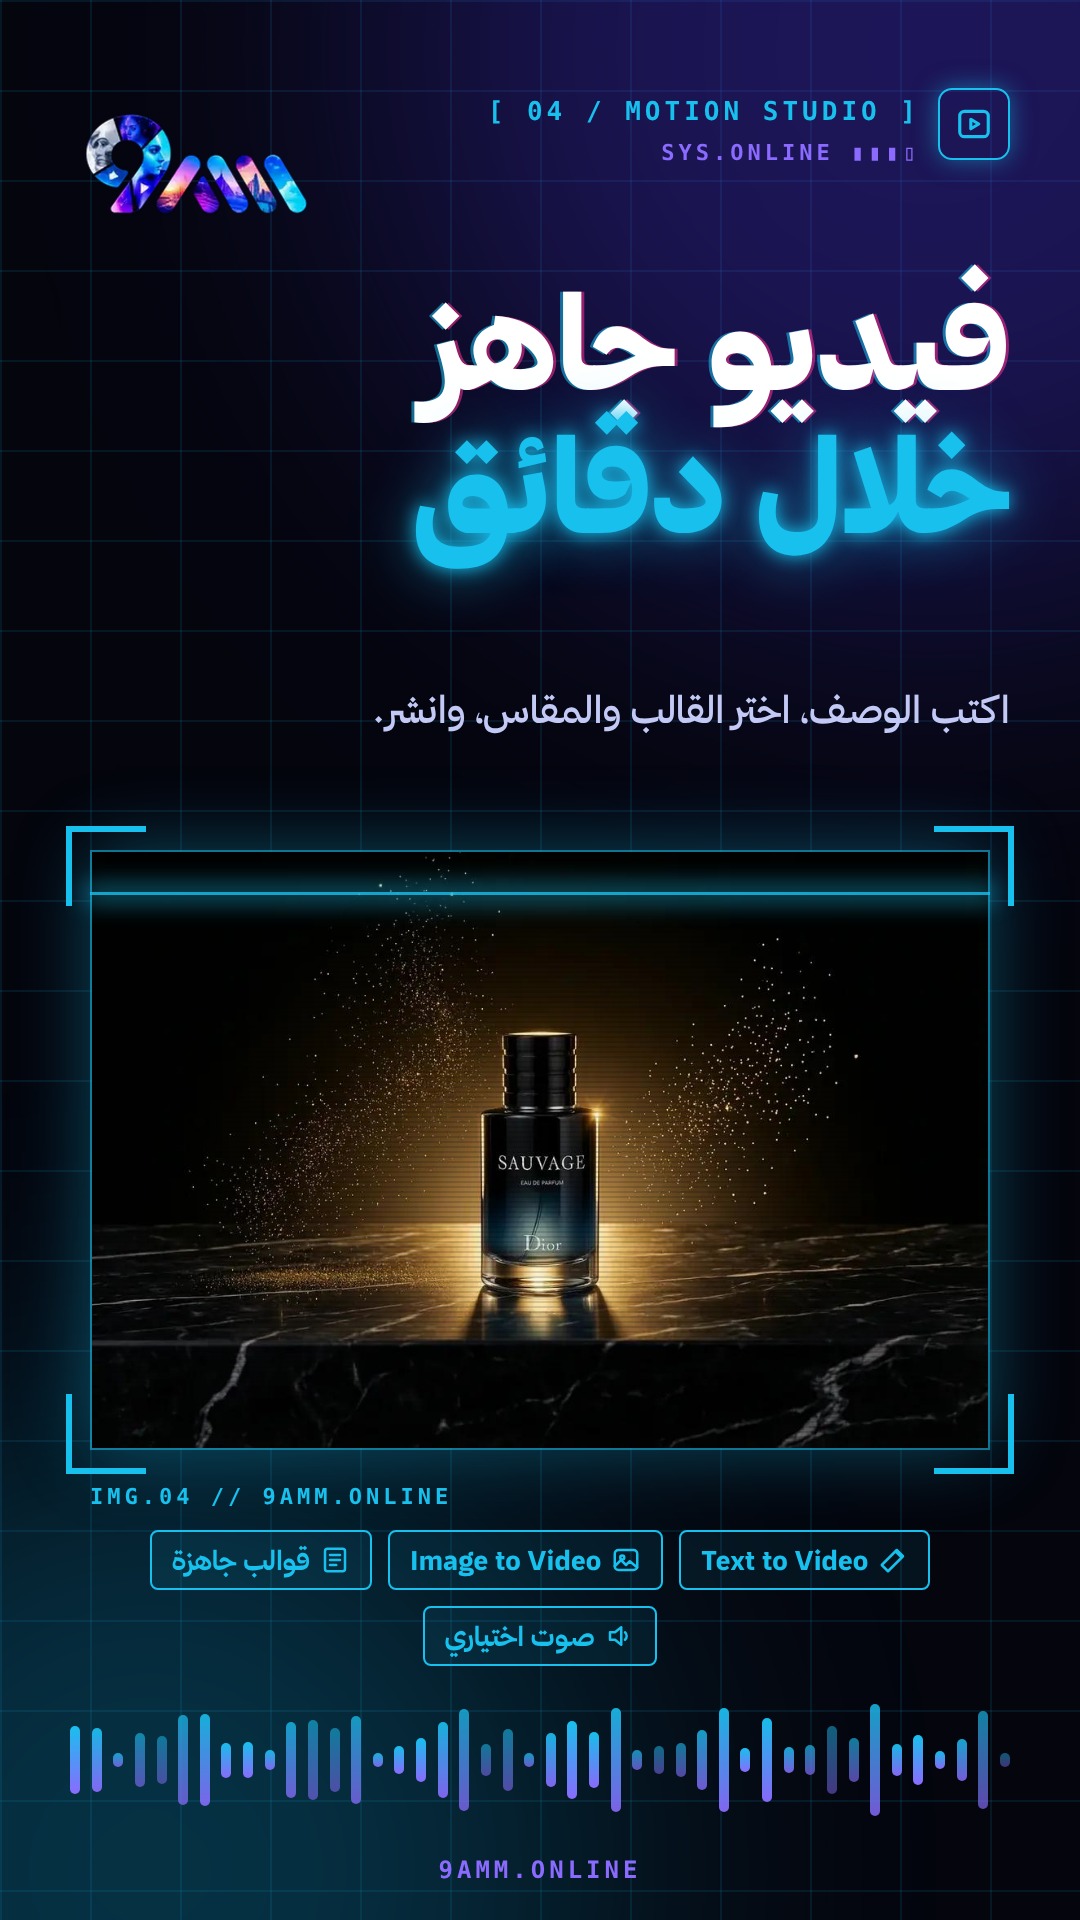 9amm
[ 04 / MOTION STUDIO ]
SYS.ONLINE ▮▮▮▯
فيديو جاهز
خلال دقائق
اكتب الوصف، اختر القالب والمقاس، وانشر.
SAUVAGE
EAU DE PARFUM
Dior
IMG.04 // 9AMM.ONLINE
Text to Video
Image to Video
قوالب جاهزة
صوت اختياري
9AMM.ONLINE